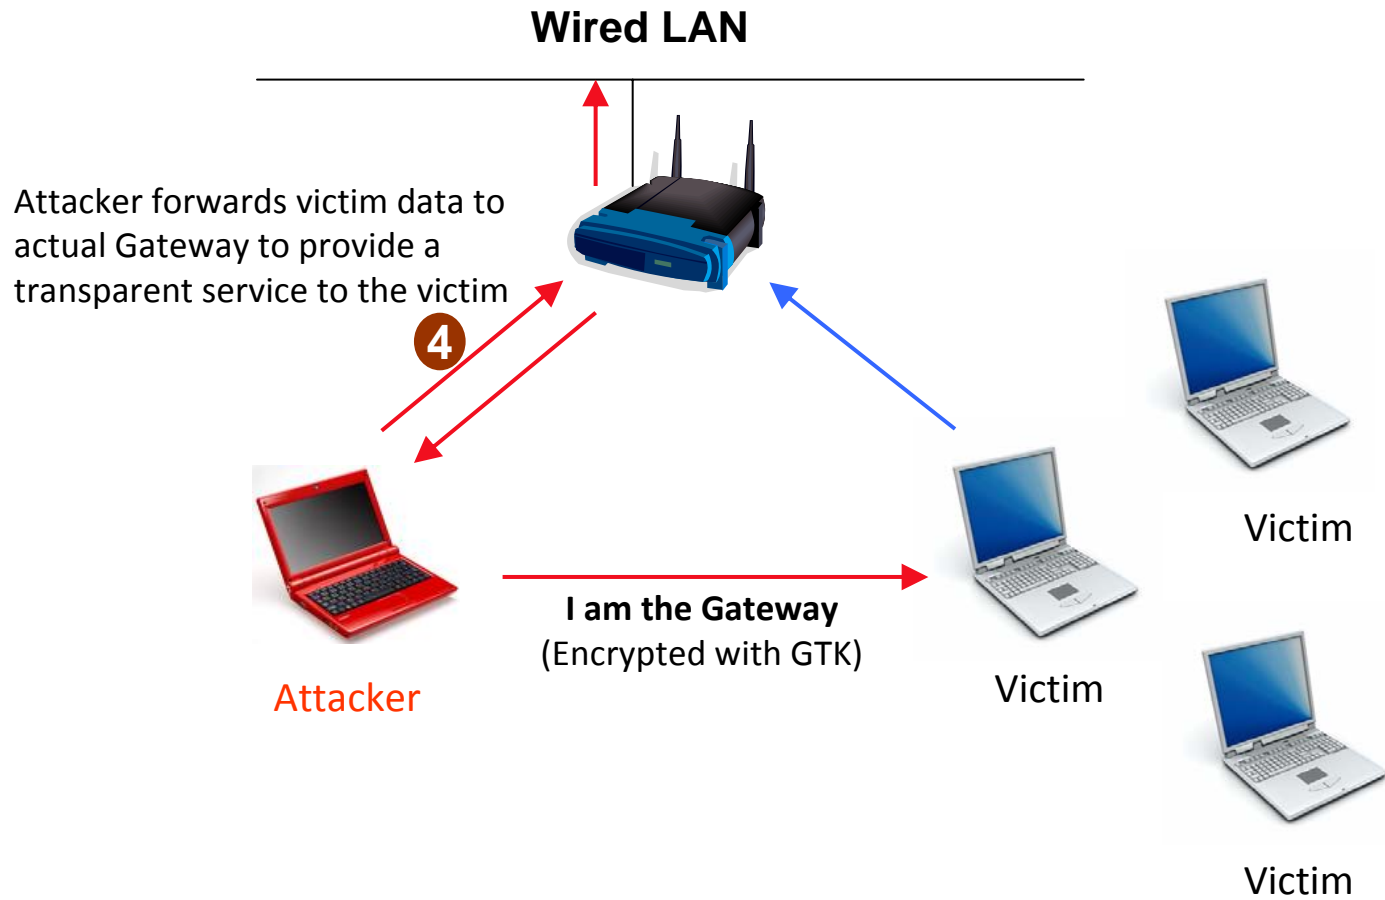 Wired LAN
Attacker forwards victim data to
actual Gateway to provide a
transparent service to the victim
4
I am the Gateway
(Encrypted with GTK)
Attacker
Victim
Victim
Victim